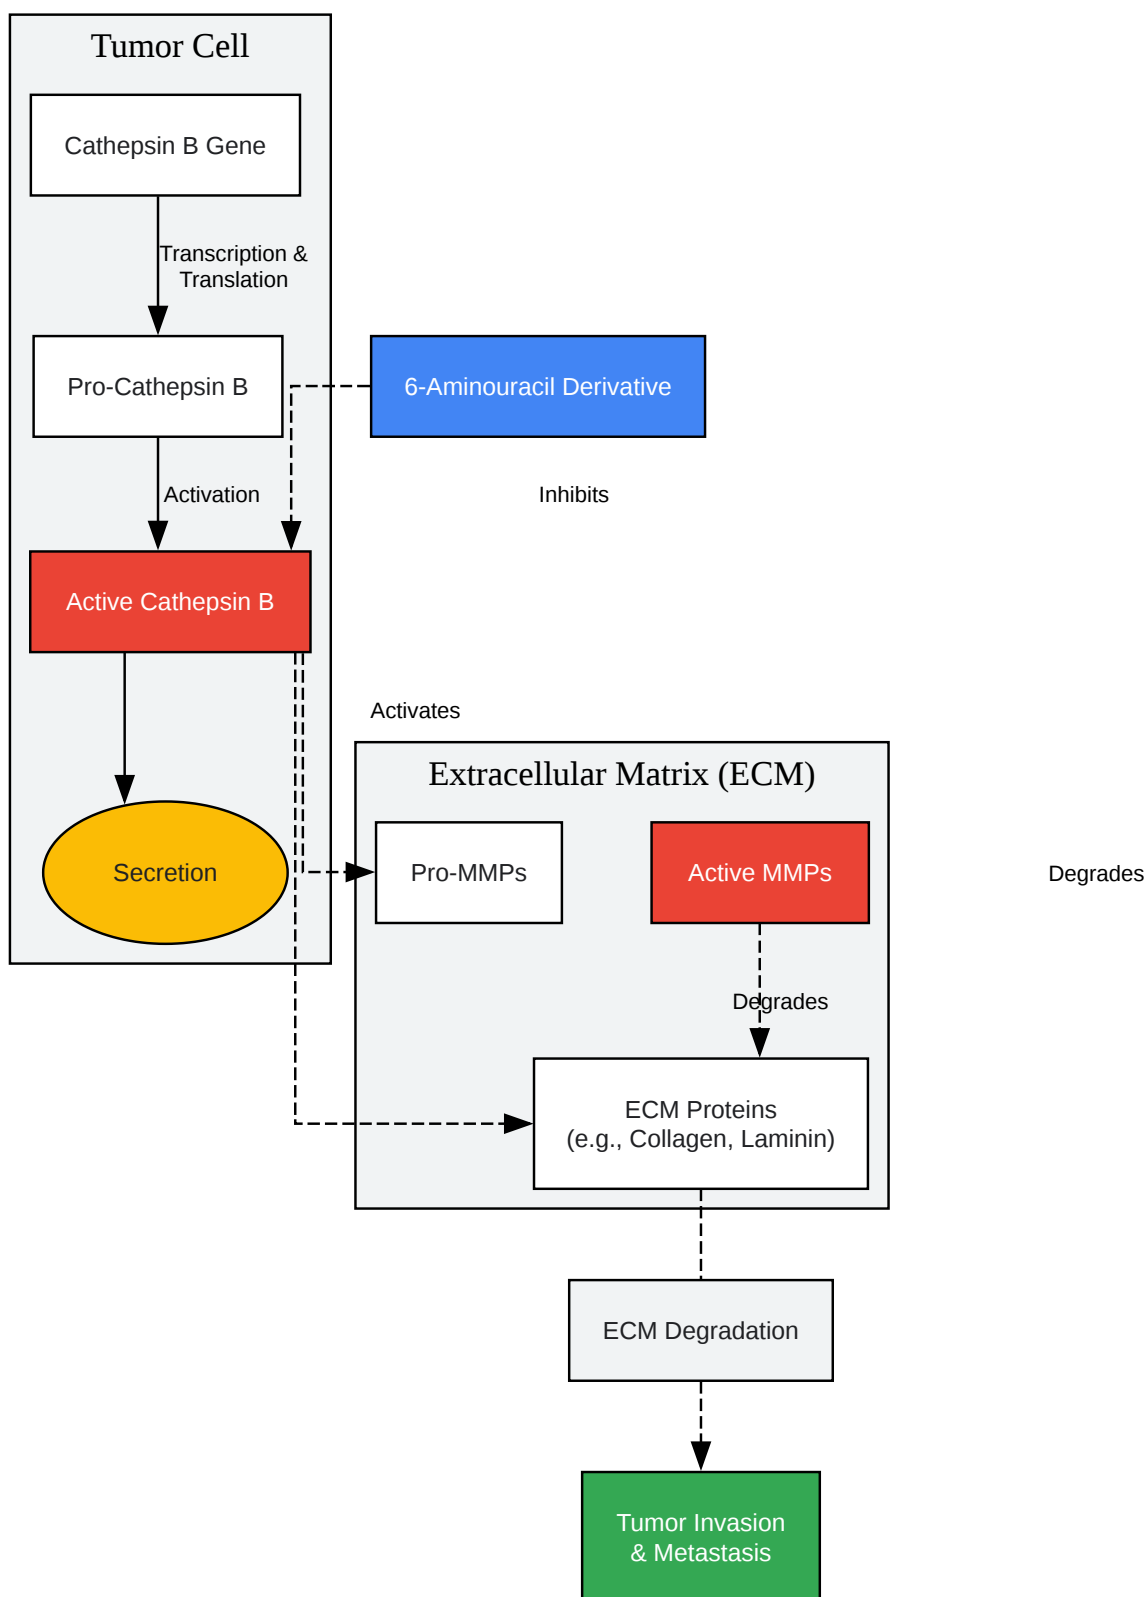 Tumor Cell
Cathepsin B Gene
Transcription &
Translation
Pro-Cathepsin B
6-Aminouracil Derivative
Activation
Inhibits
Active Cathepsin B
Activates
Extracellular Matrix (ECM)
Secretion
Pro-MMPs
Active MMPs
Degrades
Degrades
ECM Proteins
(e.g., Collagen, Laminin)
ECM Degradation
Tumor Invasion
& Metastasis